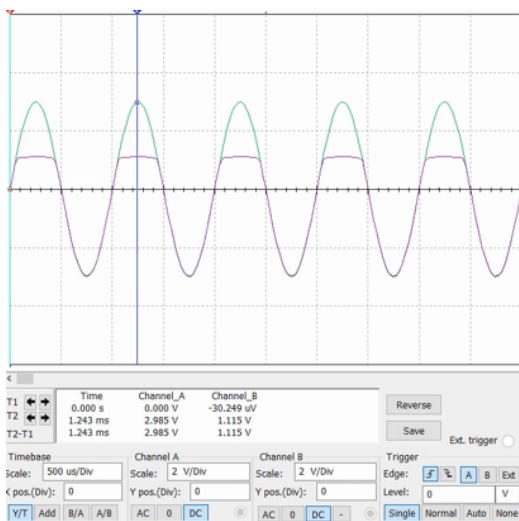 Time Channel_A Channel_B
T1 0.000 s 0.000 V -30.249 uV
T2 1.243 ms 2.985 V 1.115 V
T2-T1 1.243 ms 2.985 V 1.115 V
Reverse
Save
Ext. trigger
Timebase
Scale: 500 us/Div
X pos.(Div): 0
Y/T Add B/A A/B
Channel A
Scale: 2 V/Div
Y pos.(Div): 0
AC 0 DC
Channel B
Scale: 2 V/Div
Y pos.(Div): 0
AC 0 DC -
Trigger
Edge: A B Ext
Level: 0 V
Single Normal Auto None